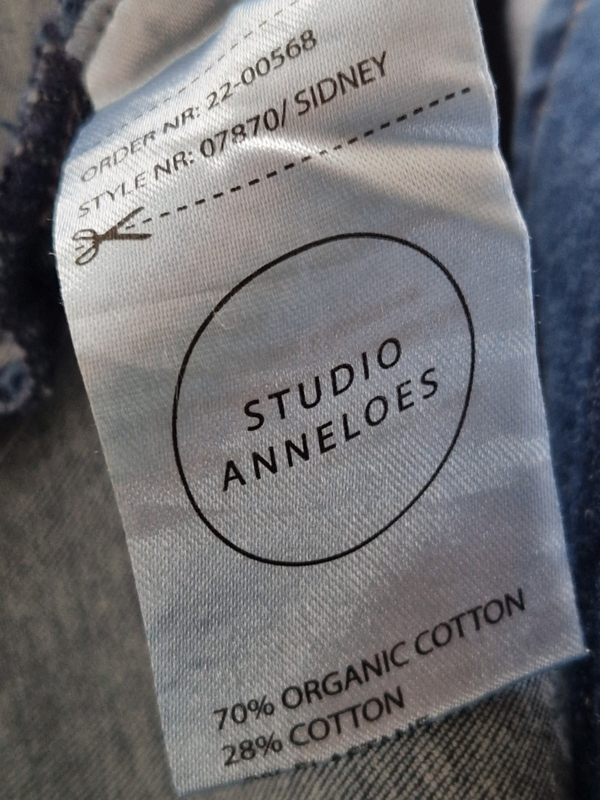 ORDER NR: 22-00568
STYLE NR: 07870/ SIDNEY
STUDIO
ANNELOES
70% ORGANIC COTTON
28% COTTON